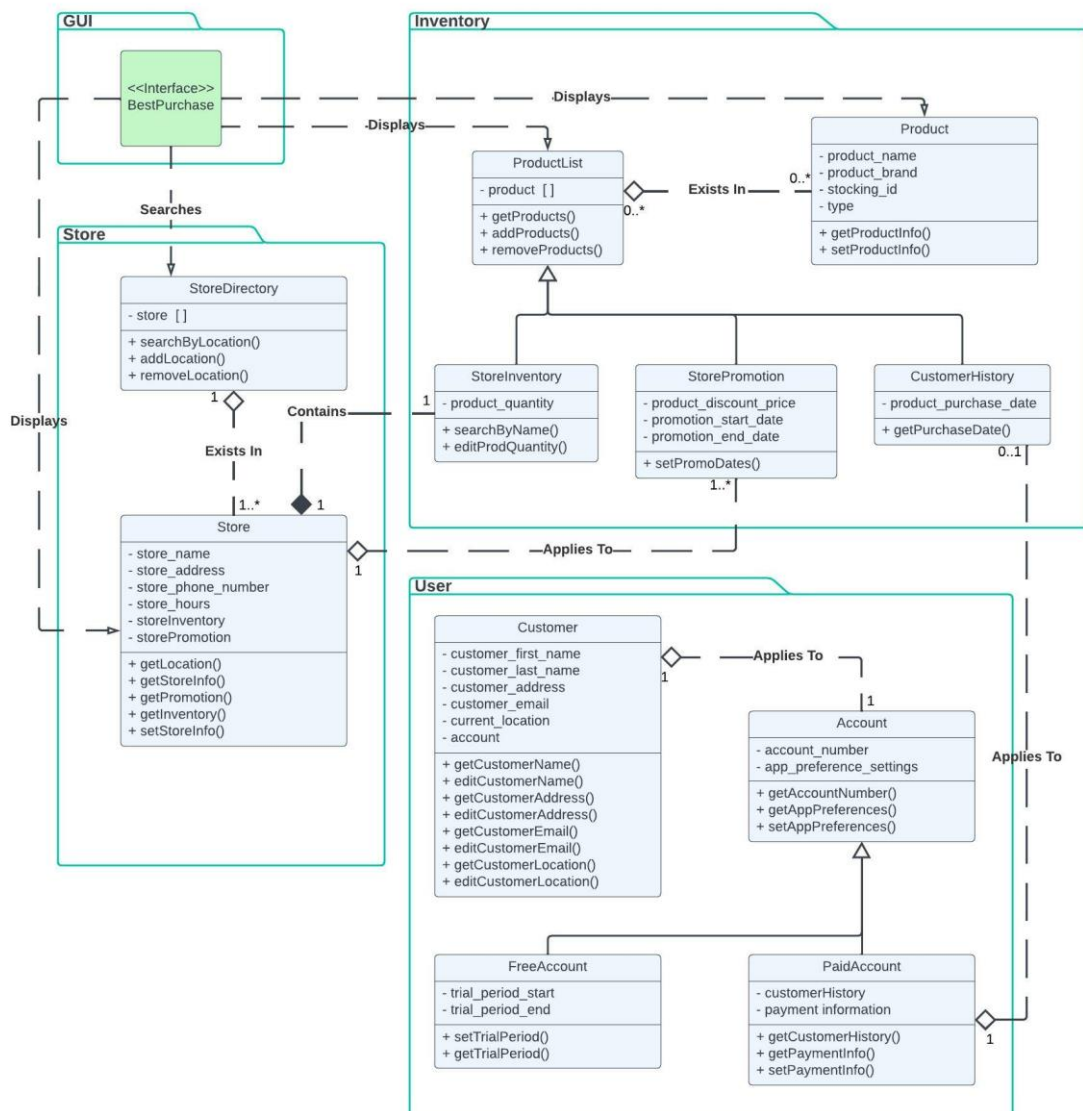 GUI
<<Interface>>
BestPurchase
Displays
Displays
Searches
Displays
Inventory
ProductList
- product [ ]
+ getProducts()
+ addProducts()
+ removeProducts()
0..*
Exists In
0..*
Product
- product_name
- product_brand
- stocking_id
- type
+ getProductInfo()
+ setProductInfo()
StoreInventory
- product_quantity
+ searchByName()
+ editProdQuantity()
StorePromotion
- product_discount_price
- promotion_start_date
- promotion_end_date
+ setPromoDates()
1..*
CustomerHistory
- product_purchase_date
+ getPurchaseDate()
0..1
Store
StoreDirectory
- store [ ]
+ searchByLocation()
+ addLocation()
+ removeLocation()
1
Exists In
1..*
Contains
1
1
Store
- store_name
- store_address
- store_phone_number
- store_hours
- storeInventory
- storePromotion
+ getLocation()
+ getStoreInfo()
+ getPromotion()
+ getInventory()
+ setStoreInfo()
1
Applies To
User
Customer
- customer_first_name
- customer_last_name
- customer_address
- customer_email
- current_location
- account
+ getCustomerName()
+ editCustomerName()
+ getCustomerAddress()
+ editCustomerAddress()
+ getCustomerEmail()
+ editCustomerEmail()
+ getCustomerLocation()
+ editCustomerLocation()
1
Applies To
1
Account
- account_number
- app_preference_settings
+ getAccountNumber()
+ getAppPreferences()
+ setAppPreferences()
Applies To
FreeAccount
- trial_period_start
- trial_period_end
+ setTrialPeriod()
+ getTrialPeriod()
PaidAccount
- customerHistory
- payment information
+ getCustomerHistory()
+ getPaymentInfo()
+ setPaymentInfo()
1